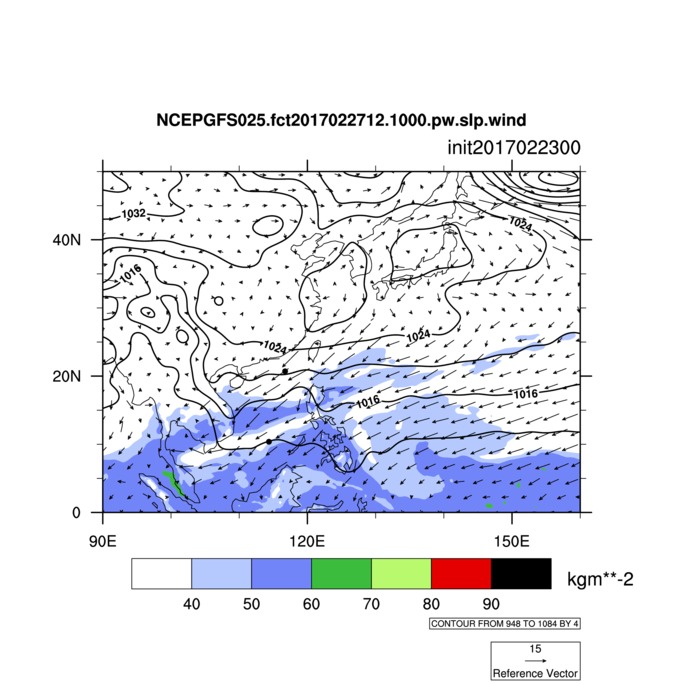 NCEPGFS025.fct2017022712.1000.pw.slp.wind
init2017022300
1032
1024
40N
1016
1024
1024
20N
1016
1016
0
90E 120E 150E
40 50 60 70 80 90
kgm**-2
CONTOUR FROM 948 TO 1084 BY 4
15
Reference Vector